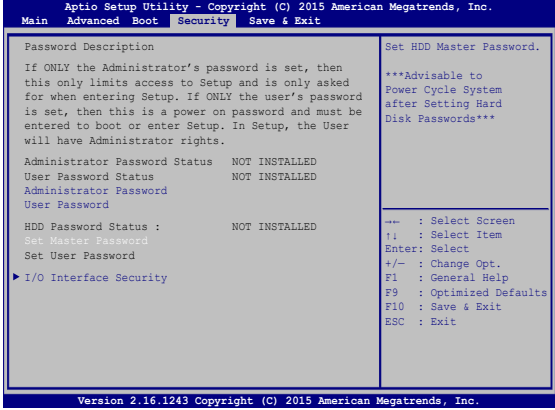 Aptio Setup Utility - Copyright (C) 2015 American Megatrends, Inc.
Main Advanced Boot Security Save & Exit
Password Description
If ONLY the Administrator's password is set, then
this only limits access to Setup and is only asked
for when entering Setup. If ONLY the user's password
is set, then this is a power on password and must be
entered to boot or enter Setup. In Setup, the User
will have Administrator rights.
Administrator Password Status NOT INSTALLED
User Password Status NOT INSTALLED
Administrator Password
User Password
HDD Password Status : NOT INSTALLED
Set Master Password
Set User Password
I/O Interface Security
Set HDD Master Password.
***Advisable to
Power Cycle System
after Setting Hard
Disk Passwords***
→← : Select Screen
↑↓ : Select Item
Enter: Select
+/— : Change Opt.
F1 : General Help
F9 : Optimized Defaults
F10 : Save & Exit
ESC : Exit
Version 2.16.1243 Copyright (C) 2015 American Megatrends, Inc.